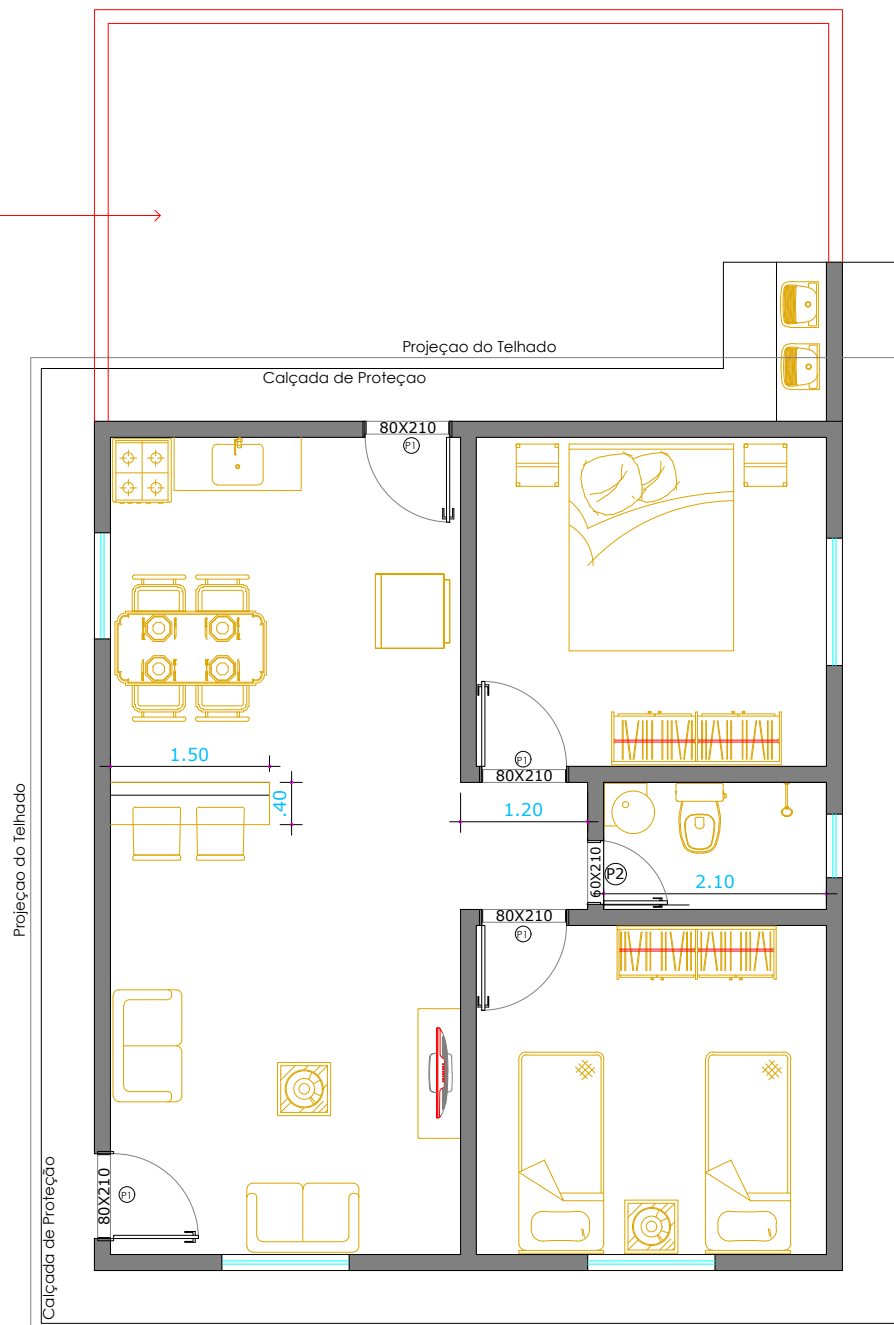 Projeçao do Telhado
Calçada de Proteçao
80X210
P1
1.50
.40
P1
80X210
1.20
60X210
P2
2.10
80X210
P1
Projeçao do Telhado
80X210
P1
Calçada de Proteção